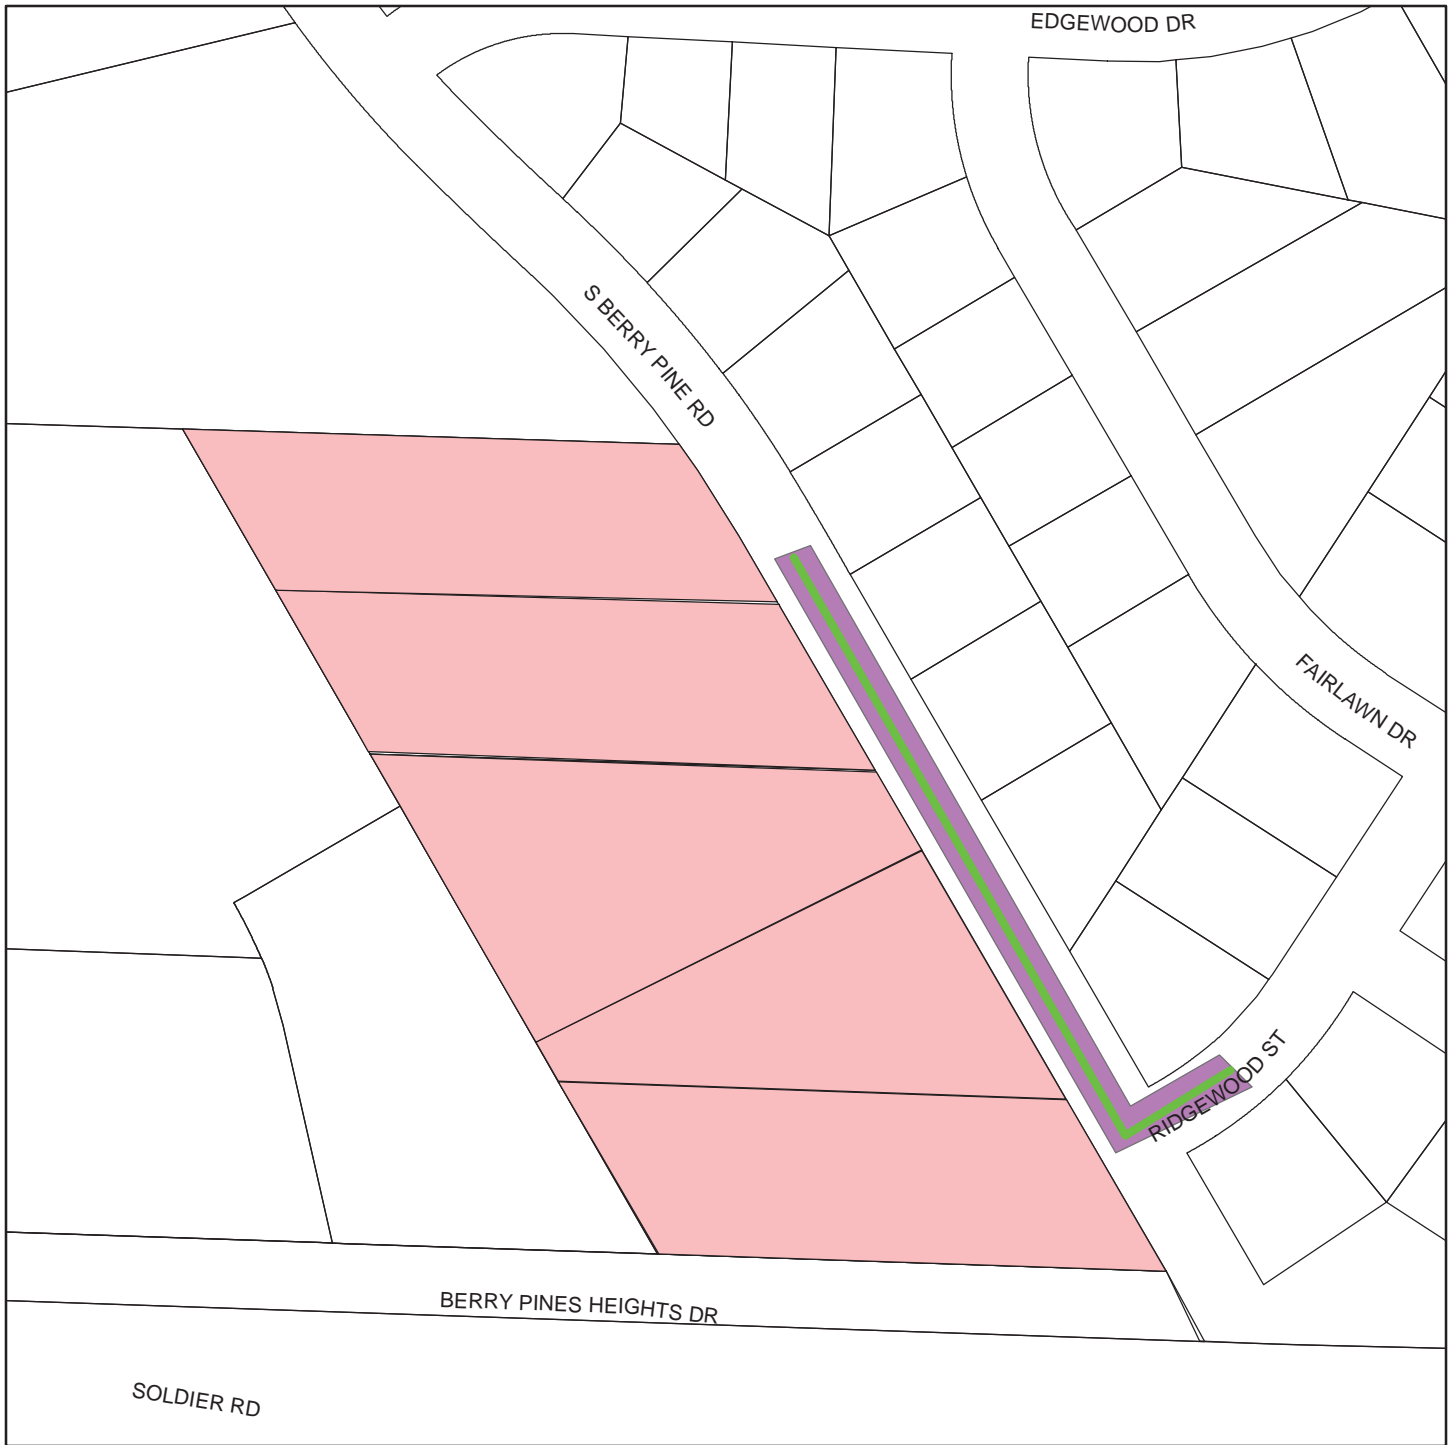 EDGEWOOD DR
S BERRY PINE RD
FAIRLAWN DR
RIDGEWOOD ST
BERRY PINES HEIGHTS DR
SOLDIER RD